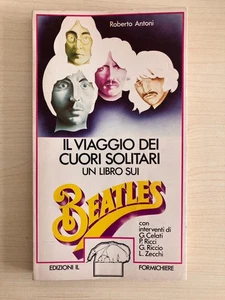 Roberto Antoni
IL VIAGGIO DEI
CUORI SOLITARI
UN LIBRO SUI
BEATLES
con
interventi di
G. Celati
P. Ricci
G. Riccio
L. Zecchi
EDIZIONI IL FORMICHIERE